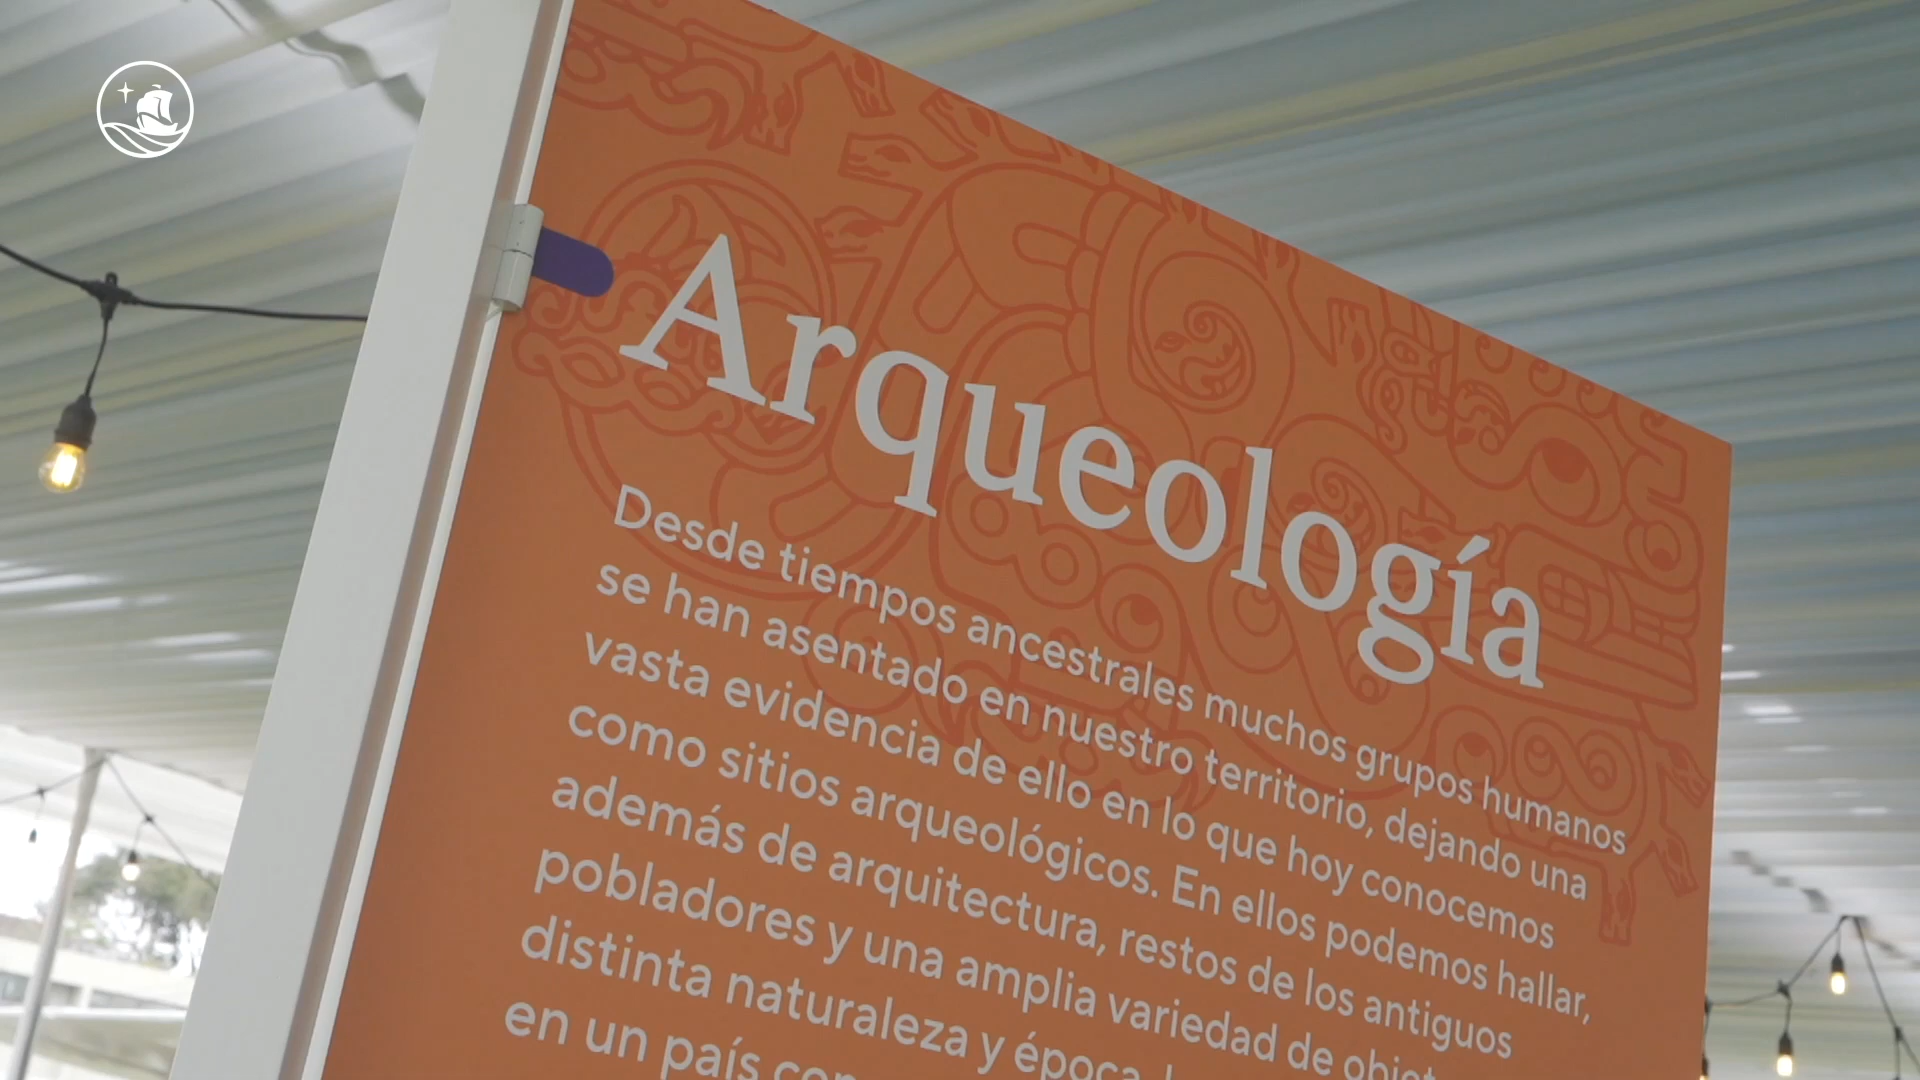 Arqueología
Desde tiempos ancestrales muchos grupos humanos
se han asentado en nuestro territorio, dejando una
vasta evidencia de ello en lo que hoy conocemos
como sitios arqueológicos. En ellos podemos hallar,
además de arquitectura, restos de los antiguos
pobladores y una amplia variedad de
distinta naturaleza y época.
en un país